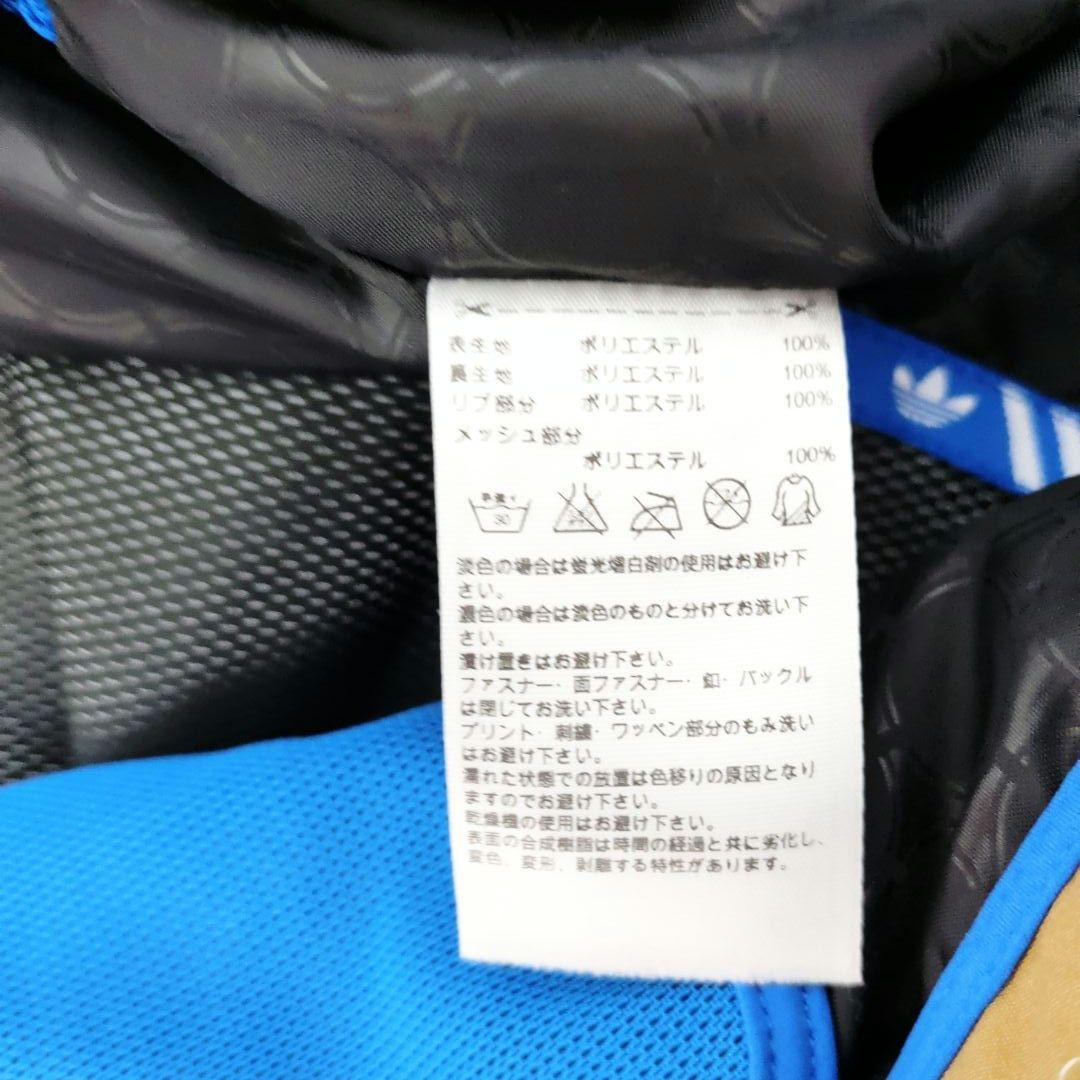 表生地 ポリエステル 100%
裏生地 ポリエステル 100%
リブ部分 ポリエステル 100%
メッシュ部分
ポリエステル 100%
手洗イ
30
淡色の場合は蛍光増白剤の使用はお避け下
さい。
濃色の場合は淡色のものと分けてお洗い下
さい。
漬け置きはお避け下さい。
ファスナー・面ファスナー・釦・バックル
は閉じてお洗い下さい。
プリント・刺繍・ワッペン部分のもみ洗い
はお避け下さい。
濡れた状態での放置は色移りの原因となり
ますのでお避け下さい。
乾燥機の使用はお避け下さい。
表面の合成樹脂は時間の経過と共に劣化し、
変色、変形、剥離する特性があります。